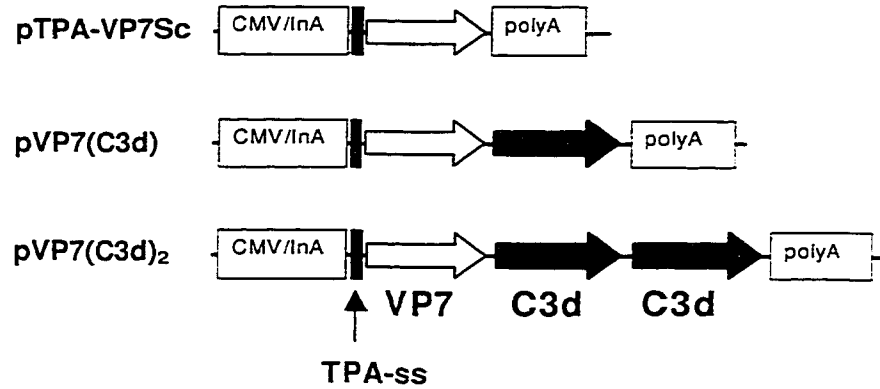 pTPA-VP7Sc CMV/InA polyA
pVP7(C3d) CMV/InA polyA
pVP7(C3d)₂ CMV/InA polyA
VP7 C3d C3d
TPA-ss